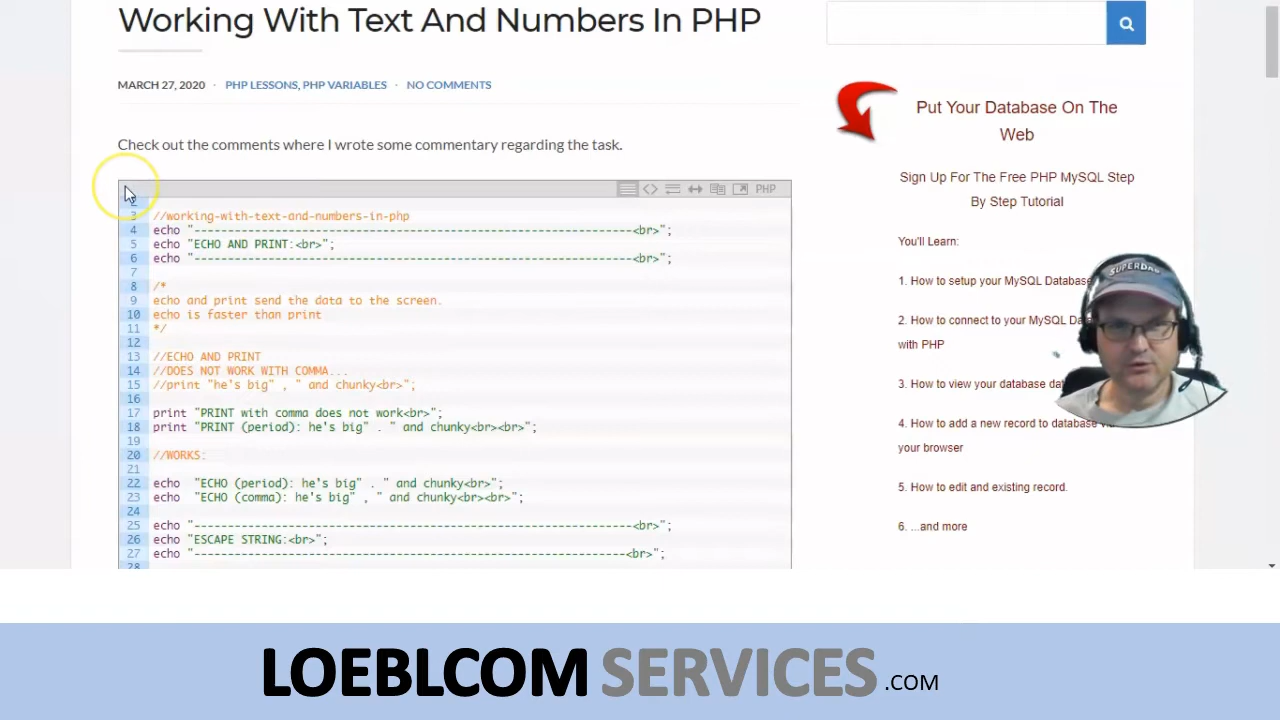 Working With Text And Numbers In PHP
MARCH 27, 2020 · PHP LESSONS, PHP VARIABLES · NO COMMENTS
Check out the comments where I wrote some commentary regarding the task.
PHP
2
3 //working-with-text-and-numbers-in-php
4 echo "-----------------------------------------------------------------<br>";
5 echo "ECHO AND PRINT:<br>";
6 echo "-----------------------------------------------------------------<br>";
7
8 /*
9 echo and print send the data to the screen.
10 echo is faster than print
11 */
12
13 //ECHO AND PRINT
14 //DOES NOT WORK WITH COMMA...
15 //print "he's big" , " and chunky<br>";
16
17 print "PRINT with comma does not work<br>";
18 print "PRINT (period): he's big" . " and chunky<br><br>";
19
20 //WORKS:
21
22 echo  "ECHO (period): he's big" . " and chunky<br>";
23 echo  "ECHO (comma): he's big" , " and chunky<br><br>";
24
25 echo "-----------------------------------------------------------------<br>";
26 echo "ESCAPE STRING:<br>";
27 echo "----------------------------------------------------------------<br>";
28
Put Your Database On The
Web
Sign Up For The Free PHP MySQL Step
By Step Tutorial
You'll Learn:
1. How to setup your MySQL Database
2. How to connect to your MySQL
with PHP
3. How to view your database
4. How to add a new record to database
your browser
5. How to edit and existing record.
6. ...and more
SUPERDAD
LOEBLCOM SERVICES .COM